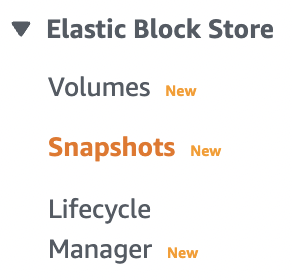 Elastic Block Store
Volumes New
Snapshots New
Lifecycle
Manager New